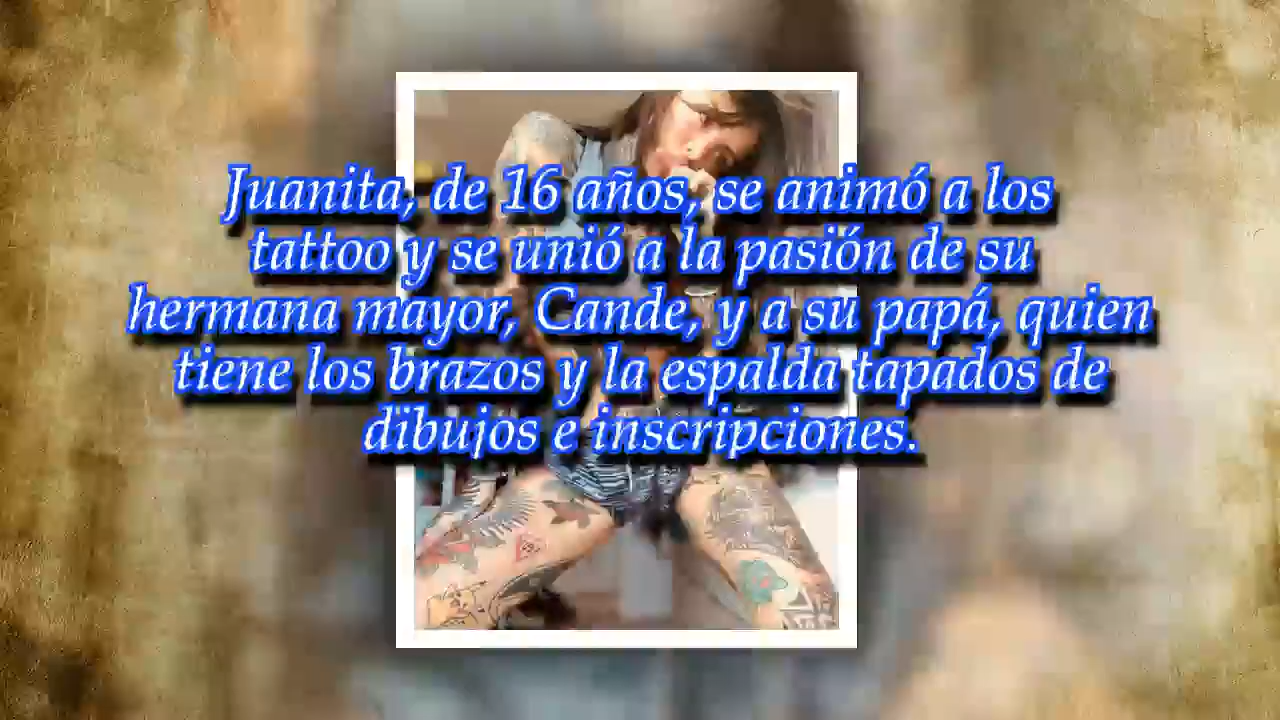 Juanita, de 16 años, se animó a los
tattoo y se unió a la pasión de su
hermana mayor, Cande, y a su papá, quien
tiene los brazos y la espalda tapados de
dibujos e inscripciones.